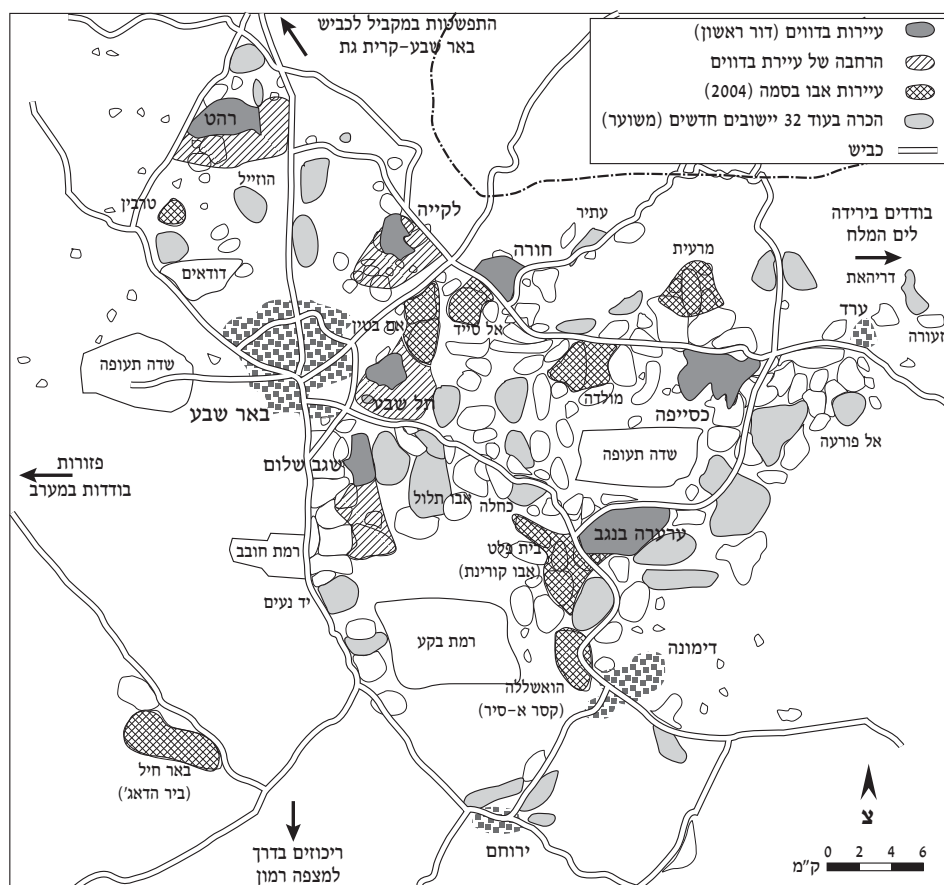 עיירות בדווים (דור ראשון)
הרחבה של עיירת בדווים
עיירות אבו בסמה (2004)
הכרה בעוד 32 יישובים חדשים (משוער)
כביש
התפשטות במקביל לכביש
באר שבע-קרית גת
רהט
הוזייל
טרבין
דודאים
לקייה
חורה
עתיר
מרעית
בודדים בירידה
לים המלח
דריהאת
ערד
זעורה
אם בטין
אל סייד
שדה תעופה
באר שבע
תל שבע
מולדה
כסייפה
אל פורעה
שדה תעופה
פזורות
בודדות במערב
שגב שלום
אבו תלול
כחלה
ערערה בנגב
בית פלט
(אבו קורינת)
רמת חובב
יד נעים
רמת בקע
דימונה
הואשללה
(קסר א-סיר)
באר חיל
(ביר הדאג')
ירוחם
ריכוזים בדרך
למצפה רמון
צ
0 2 4 6
ק"מ